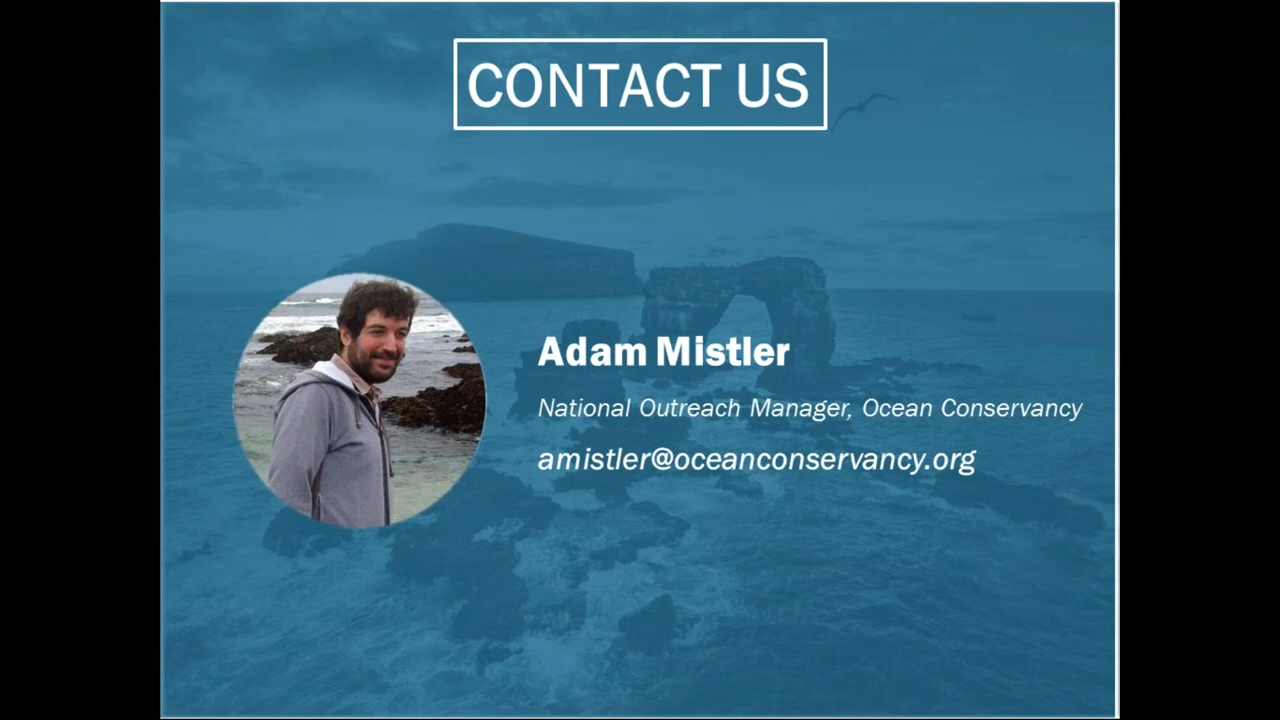 CONTACT US
Adam Mistler
National Outreach Manager, Ocean Conservancy
amistler@oceanconservancy.org